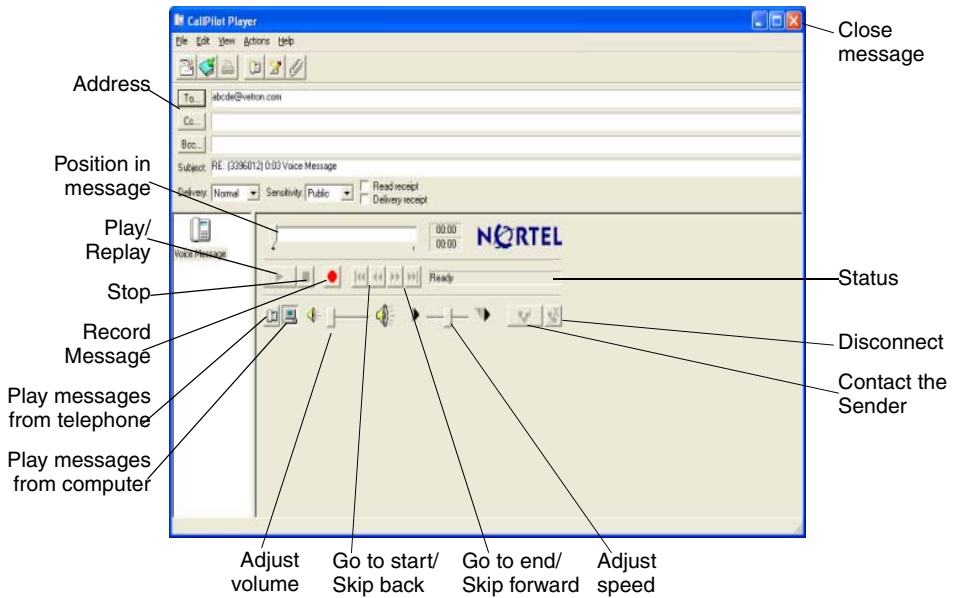 CallPilot Player
File Edit View Actions Help
Close
message
Address
To... abcde@vetron.com
Cc...
Bcc...
Subject: RE: (3396012) 0:03 Voice Message
Delivery: Normal Sensitivity: Public Read receipt
Delivery receipt
Position in
message
Voice Message
00:00
00:00
NORTEL
Play/
Replay
Ready
Status
Stop
Record
Message
Disconnect
Contact the
Sender
Play messages
from telephone
Play messages
from computer
Adjust
volume
Go to start/
Skip back
Go to end/
Skip forward
Adjust
speed